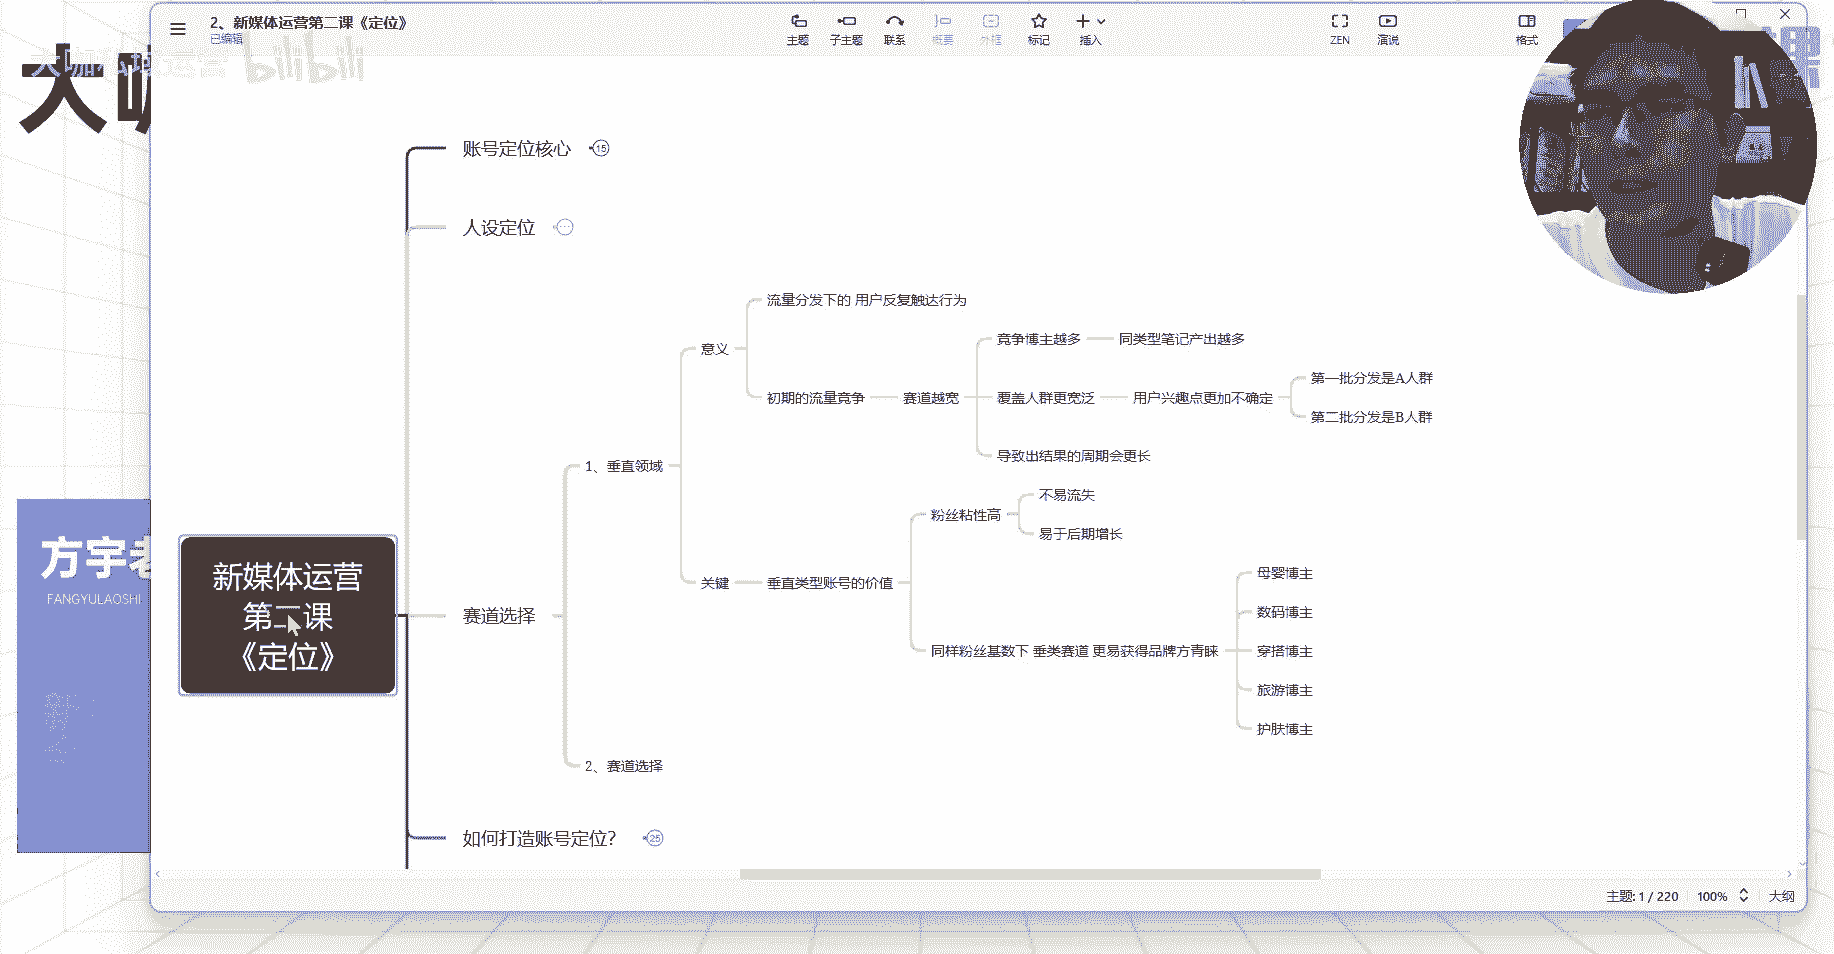 2、新媒体运营第二课《定位》
已编辑
主题
子主题
联系
概要
外框
标记
插入
ZEN
演说
格式
大咖私域运营
bilibili
大咖
课
账号定位核心
15
人设定位
流量分发下的 用户反复触达行为
竞争博主越多
同类型笔记产出越多
意义
第一批分发是A人群
初期的流量竞争
赛道越宽
覆盖人群更宽泛
用户兴趣点更加不确定
第二批分发是B人群
导致出结果的周期会更长
1、垂直领域
不易流失
粉丝粘性高
易于后期增长
关键
垂直类型账号的价值
母婴博主
数码博主
同样粉丝基数下 垂类赛道 更易获得品牌方青睐
穿搭博主
旅游博主
护肤博主
新媒体运营
第二课
《定位》
赛道选择
2、赛道选择
如何打造账号定位?
25
方宇老
FANGYULAOSHI
主题: 1 / 220
100%
大纲